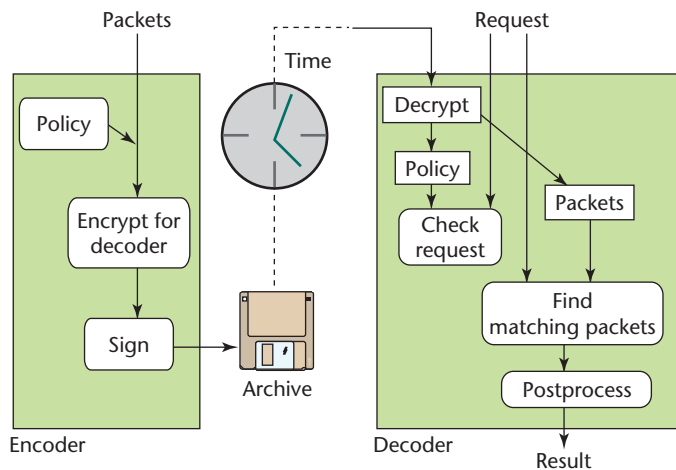 Packets
Time
Request
Policy
Encrypt for
decoder
Sign
Archive
Encoder
Decrypt
Policy
Check
request
Packets
Find
matching packets
Postprocess
Decoder
Result